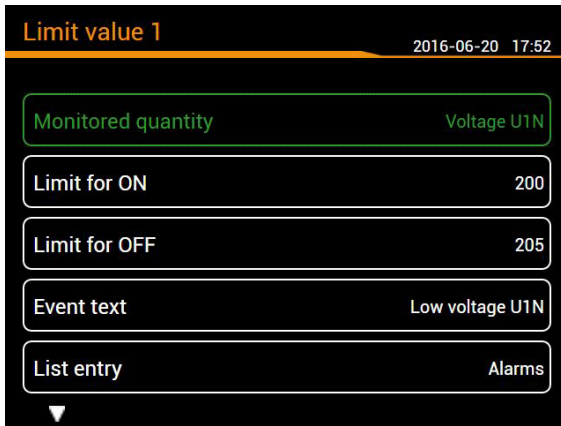 Limit value 1
2016-06-20 17:52
Monitored quantity Voltage U1N
Limit for ON 200
Limit for OFF 205
Event text Low voltage U1N
List entry Alarms